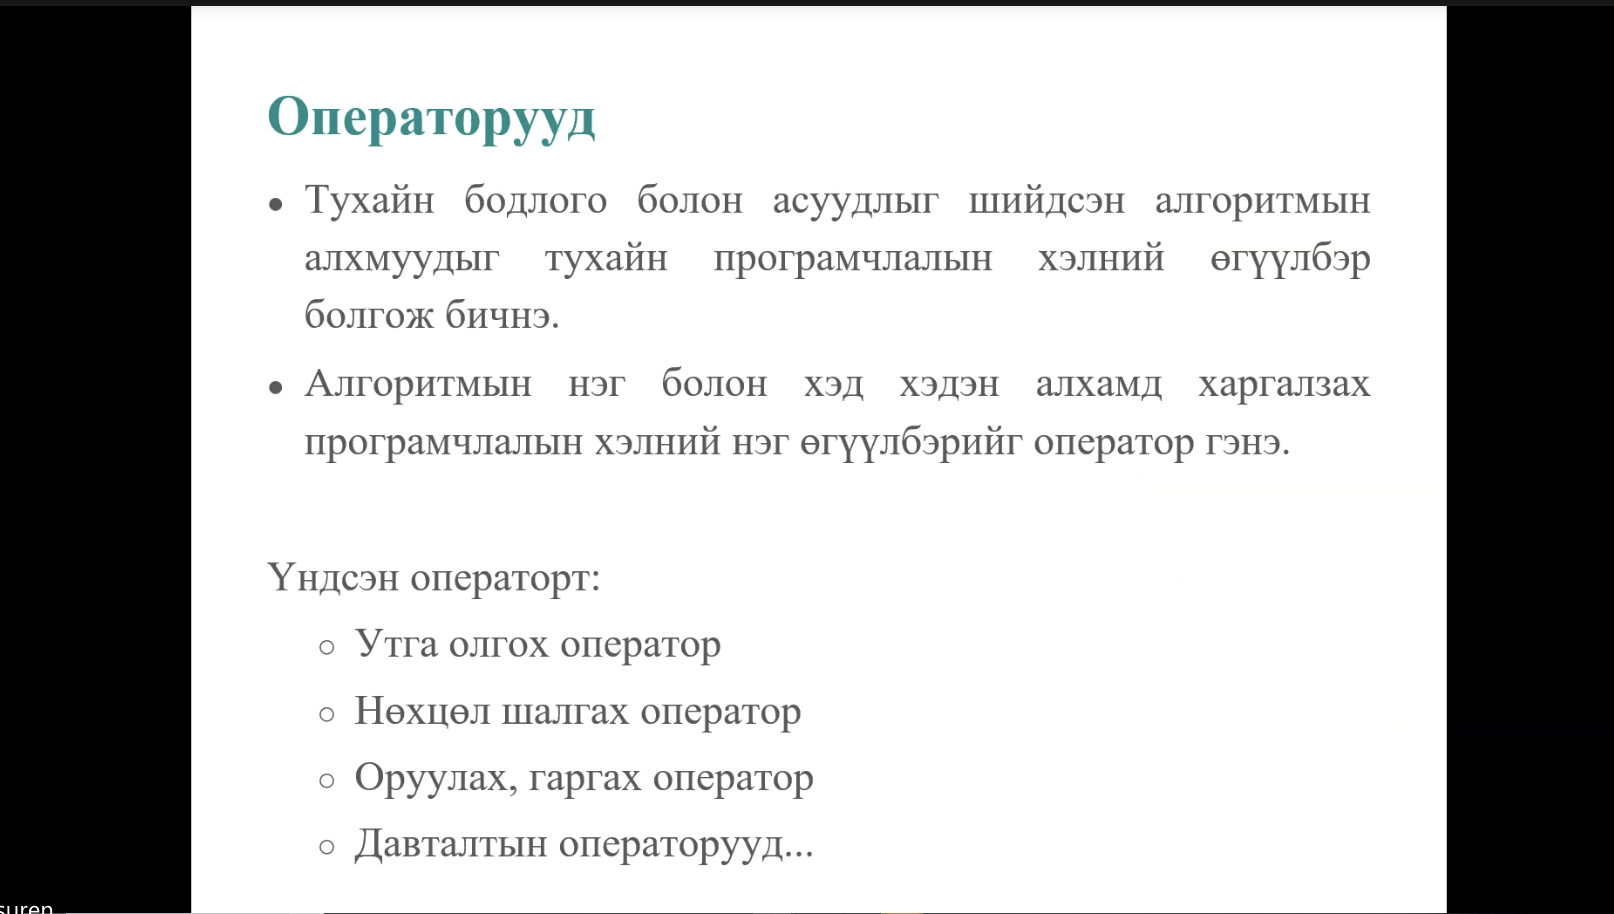 Операторууд
• Тухайн бодлого болон асуудлыг шийдсэн алгоритмын
алхмуудыг тухайн програмчлалын хэлний өгүүлбэр
болгож бичнэ.
• Алгоритмын нэг болон хэд хэдэн алхамд харгалзах
програмчлалын хэлний нэг өгүүлбэрийг оператор гэнэ.
Үндсэн операторт:
○ Утга олгох оператор
○ Нөхцөл шалгах оператор
○ Оруулах, гаргах оператор
○ Давталтын операторууд...
suren